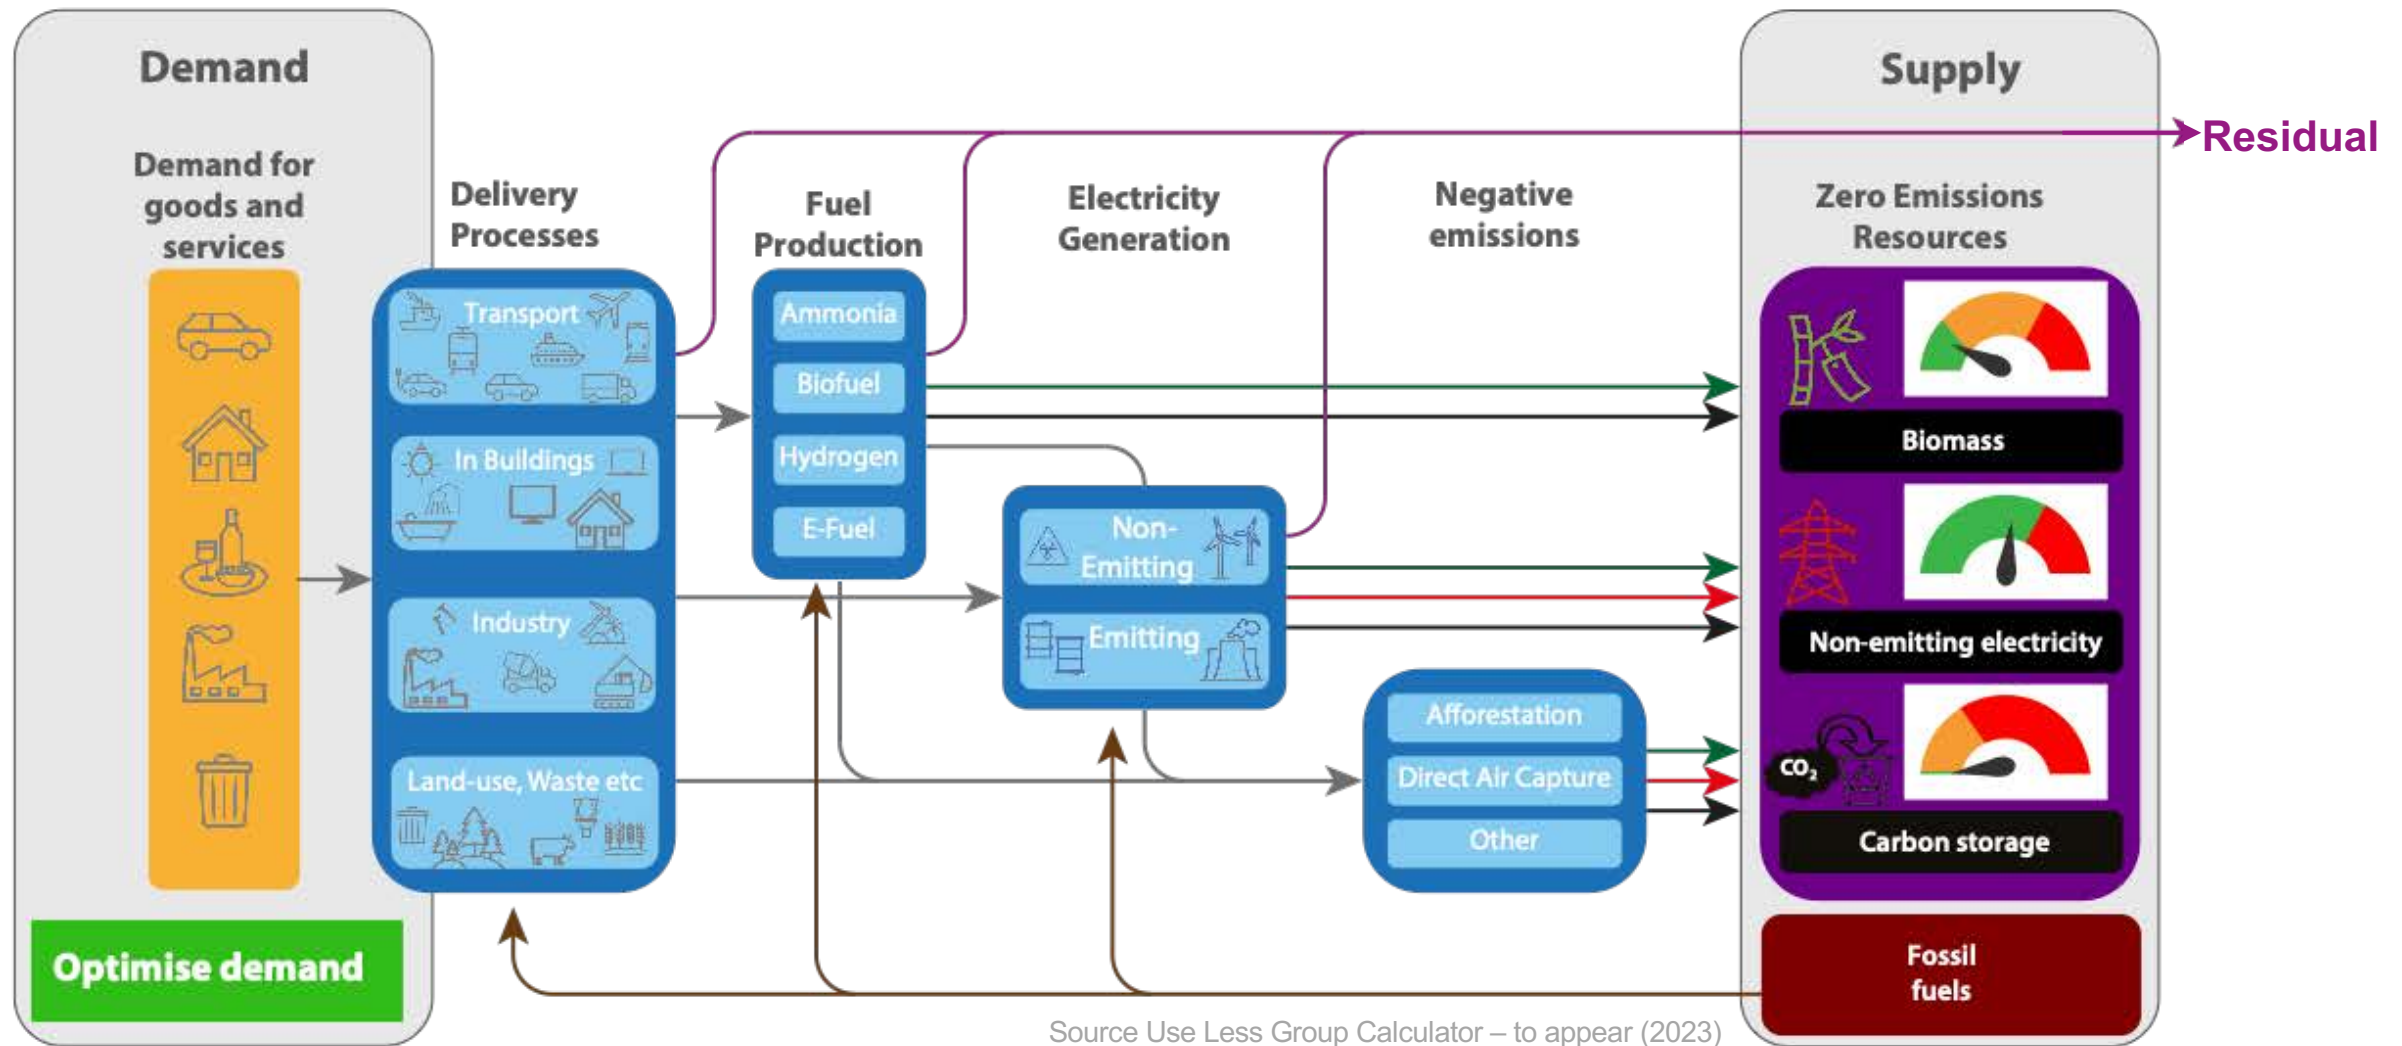 Demand
Demand for
goods and
services
Optimise demand
Delivery
Processes
Transport
In Buildings
Industry
Land-use, Waste etc
Fuel
Production
Ammonia
Biofuel
Hydrogen
E-Fuel
Electricity
Generation
Non-
Emitting
Emitting
Negative
emissions
Afforestation
Direct Air Capture
Other
Supply
Residual
Zero Emissions
Resources
Biomass
Non-emitting electricity
CO₂
Carbon storage
Fossil
fuels
Source Use Less Group Calculator – to appear (2023)